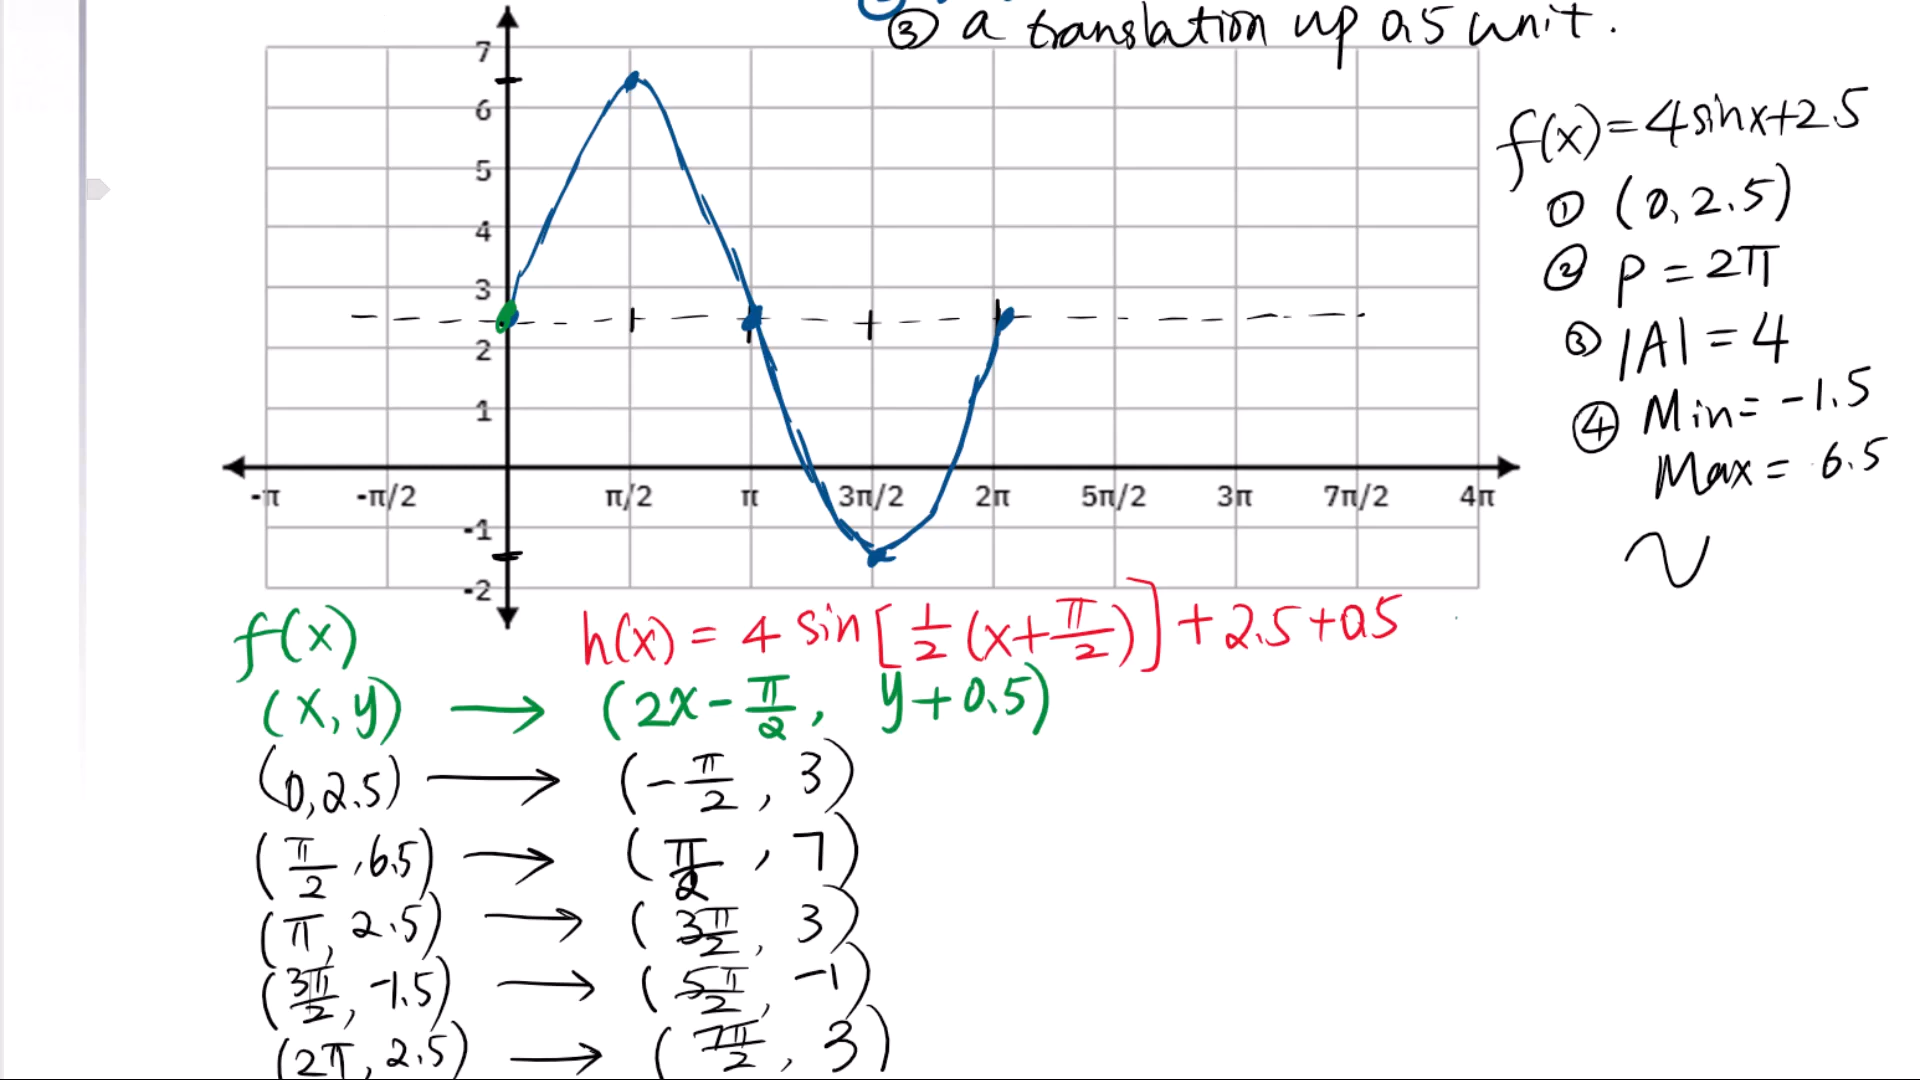 ③ a translation up 0.5 unit.
7
6
5
4
3
2
1
-π -π/2 π/2 π 3π/2 2π 5π/2 3π 7π/2 4π
-1
-2
f(x)=4sinx+2.5
① (0, 2.5)
② P = 2π
③ |A| = 4
④ Min= -1.5
Max = 6.5
f(x) h(x) = 4 sin[1/2 (x+π/2)] + 2.5+0.5
(x,y) → (2x-π/2, y+0.5)
(0,2.5) → (-π/2, 3)
(π/2, 6.5) → (π/2, 7)
(π, 2.5) → (3π/2, 3)
(3π/2, -1.5) → (5π/2, -1)
(2π, 2.5) → (7π/2, 3)